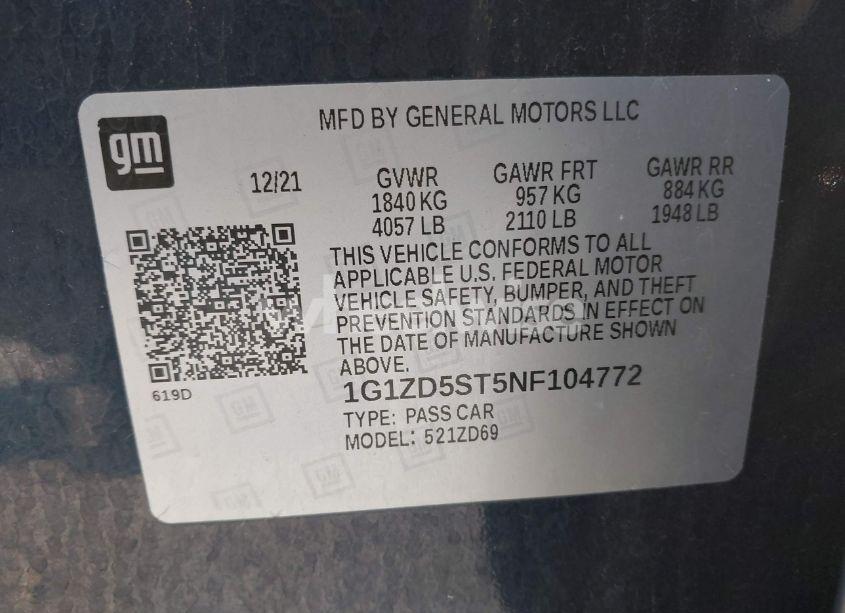 gm
MFD BY GENERAL MOTORS LLC
12/21
GVWR
1840 KG
4057 LB
GAWR FRT
957 KG
2110 LB
GAWR RR
884 KG
1948 LB
THIS VEHICLE CONFORMS TO ALL
APPLICABLE U.S. FEDERAL MOTOR
VEHICLE SAFETY, BUMPER, AND THEFT
PREVENTION STANDARDS IN EFFECT ON
THE DATE OF MANUFACTURE SHOWN
ABOVE.
619D
1G1ZD5ST5NF104772
TYPE: PASS CAR
MODEL: 521ZD69